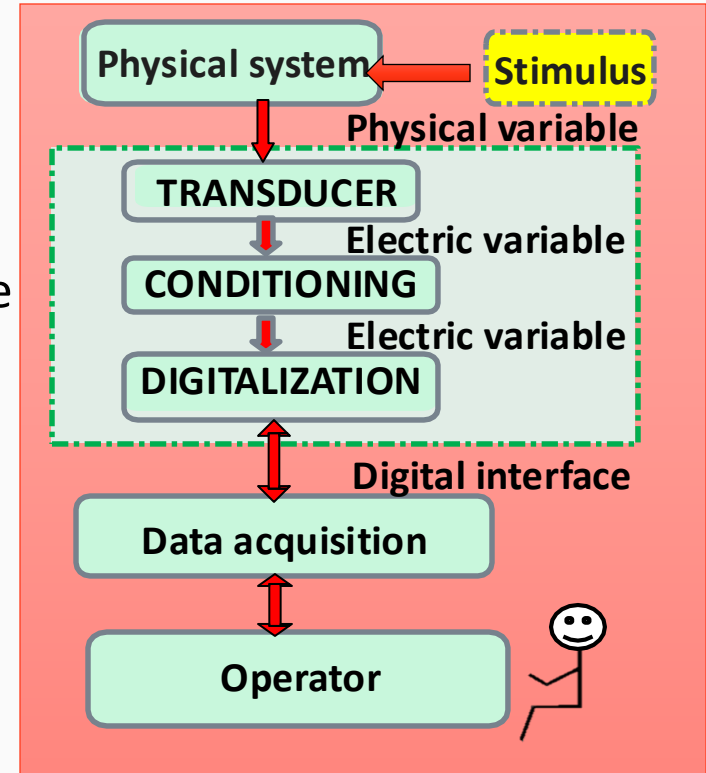 Physical system
Stimulus
Physical variable
TRANSDUCER
Electric variable
e
CONDITIONING
Electric variable
DIGITALIZATION
Digital interface
Data acquisition
Operator